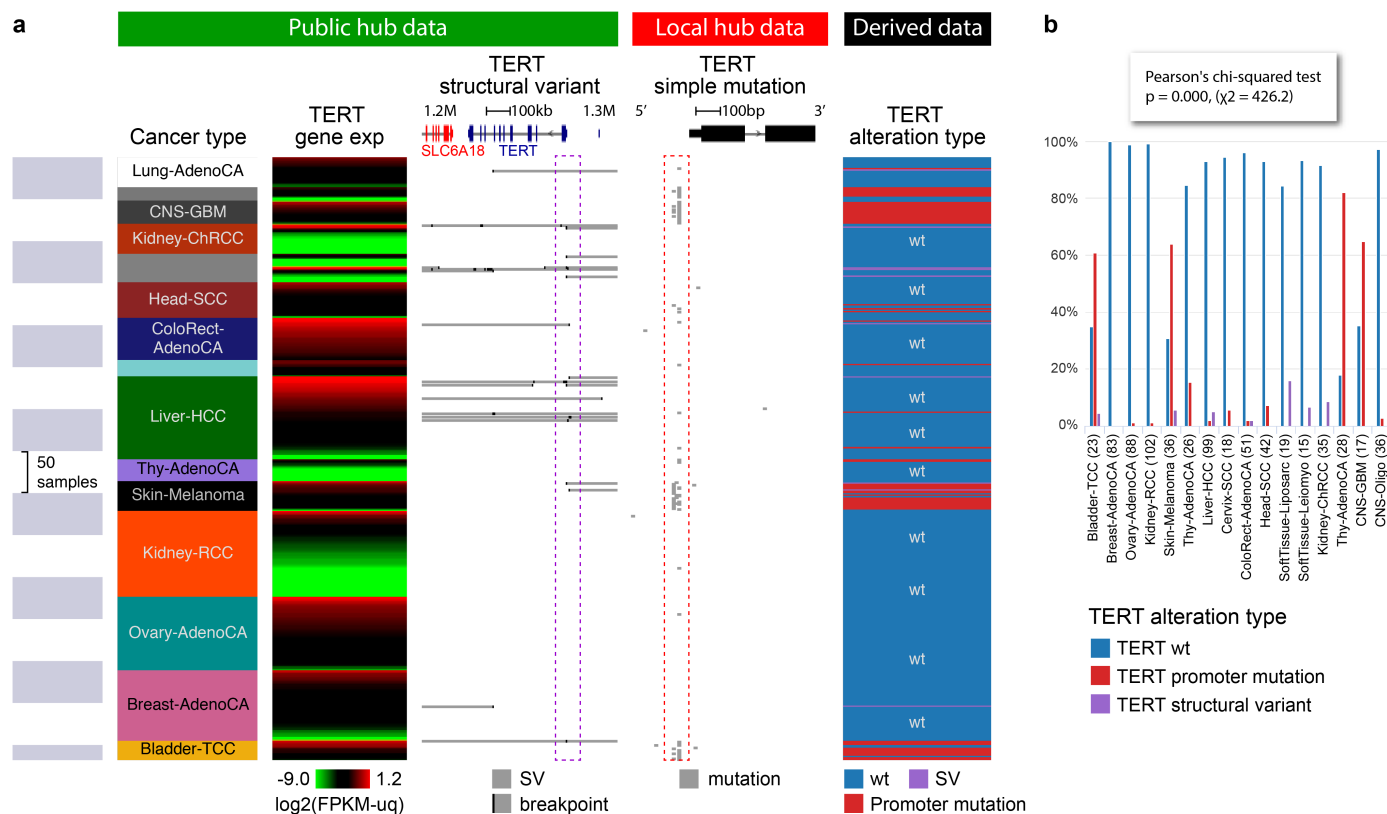 a
Public hub data
Local hub data
Derived data
Cancer type
TERT
gene exp
TERT
structural variant
1.2M
100kb
1.3M
SLC6A18
TERT
TERT
simple mutation
5′
100bp
3′
TERT
alteration type
Lung-AdenoCA
CNS-GBM
Kidney-ChRCC
Head-SCC
ColoRect-
AdenoCA
Liver-HCC
Thy-AdenoCA
Skin-Melanoma
Kidney-RCC
Ovary-AdenoCA
Breast-AdenoCA
Bladder-TCC
50
samples
wt
wt
wt
wt
wt
wt
wt
wt
wt
wt
-9.0
1.2
log2(FPKM-uq)
SV
breakpoint
mutation
wt
SV
Promoter mutation
b
Pearson's chi-squared test
p = 0.000, (χ2 = 426.2)
100%
80%
60%
40%
20%
0%
Bladder-TCC (23)
Breast-AdenoCA (83)
Ovary-AdenoCA (88)
Kidney-RCC (102)
Skin-Melanoma (36)
Thy-AdenoCA (26)
Liver-HCC (99)
Cervix-SCC (18)
ColoRect-AdenoCA (51)
Head-SCC (42)
SoftTissue-Liposarc (19)
SoftTissue-Leiomyo (15)
Kidney-ChRCC (35)
Thy-AdenoCA (28)
CNS-GBM (17)
CNS-Oligo (36)
TERT alteration type
TERT wt
TERT promoter mutation
TERT structural variant